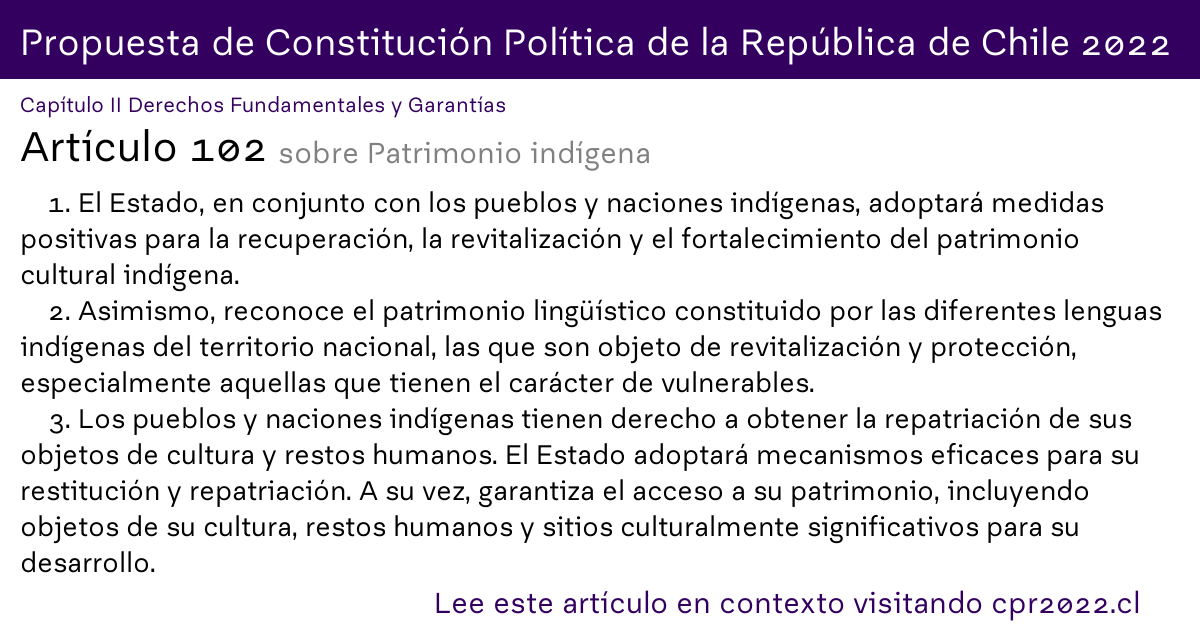 Propuesta de Constitución Política de la República de Chile 2022
Capítulo II Derechos Fundamentales y Garantías
Artículo 102 sobre Patrimonio indígena
1. El Estado, en conjunto con los pueblos y naciones indígenas, adoptará medidas
positivas para la recuperación, la revitalización y el fortalecimiento del patrimonio
cultural indígena.
2. Asimismo, reconoce el patrimonio lingüístico constituido por las diferentes lenguas
indígenas del territorio nacional, las que son objeto de revitalización y protección,
especialmente aquellas que tienen el carácter de vulnerables.
3. Los pueblos y naciones indígenas tienen derecho a obtener la repatriación de sus
objetos de cultura y restos humanos. El Estado adoptará mecanismos eficaces para su
restitución y repatriación. A su vez, garantiza el acceso a su patrimonio, incluyendo
objetos de su cultura, restos humanos y sitios culturalmente significativos para su
desarrollo.
Lee este artículo en contexto visitando cpr2022.cl